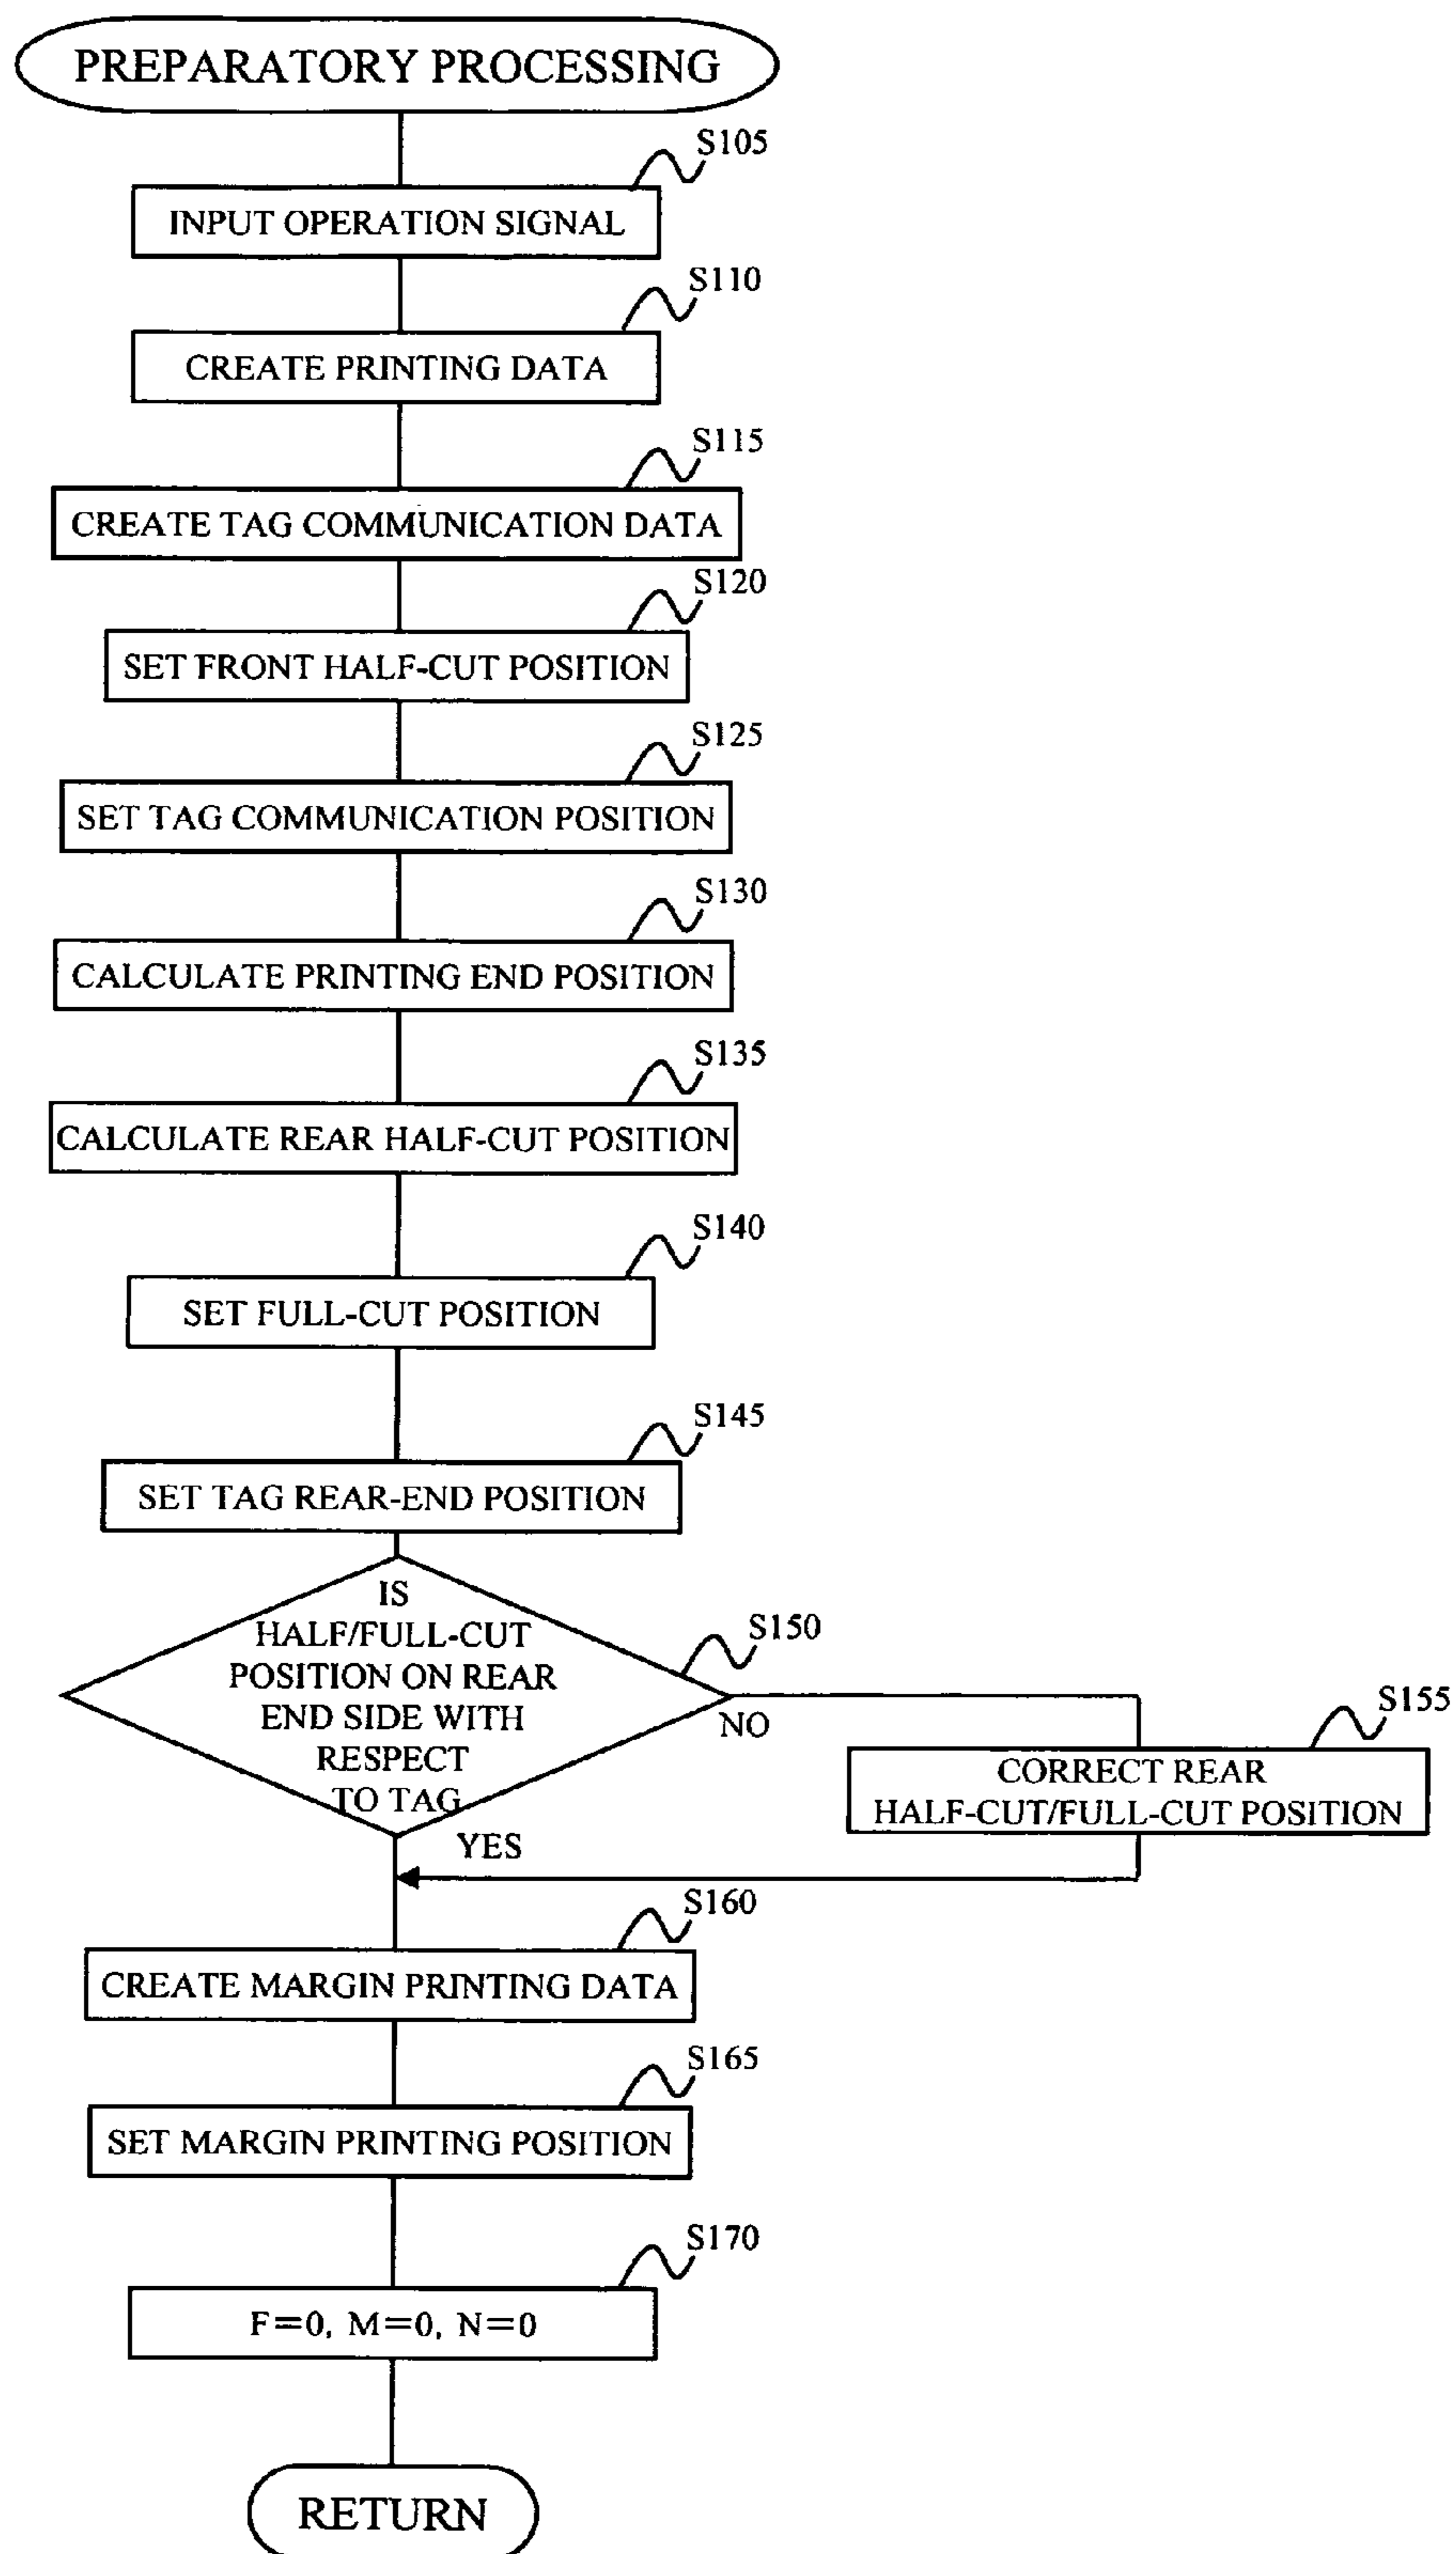 PREPARATORY PROCESSING
S105
INPUT OPERATION SIGNAL
S110
CREATE PRINTING DATA
S115
CREATE TAG COMMUNICATION DATA
S120
SET FRONT HALF-CUT POSITION
S125
SET TAG COMMUNICATION POSITION
S130
CALCULATE PRINTING END POSITION
S135
CALCULATE REAR HALF-CUT POSITION
S140
SET FULL-CUT POSITION
S145
SET TAG REAR-END POSITION
IS
HALF/FULL-CUT
POSITION ON REAR
END SIDE WITH
RESPECT
TO TAG
S150
NO
S155
CORRECT REAR
HALF-CUT/FULL-CUT POSITION
YES
S160
CREATE MARGIN PRINTING DATA
S165
SET MARGIN PRINTING POSITION
S170
F=0, M=0, N=0
RETURN